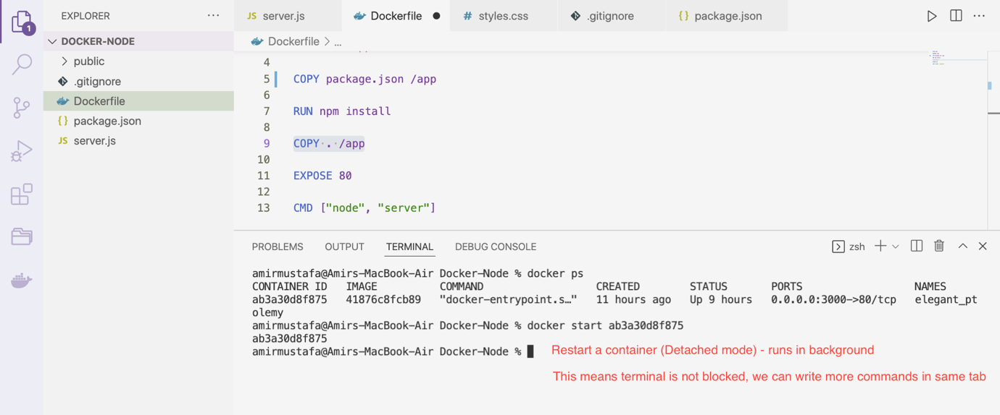 1
EXPLORER
DOCKER-NODE
public
.gitignore
Dockerfile
package.json
JS server.js
JS server.js
Dockerfile
# styles.css
.gitignore
{} package.json
Dockerfile > ...
4
5 COPY package.json /app
6
7 RUN npm install
8
9 COPY . /app
10
11 EXPOSE 80
12
13 CMD ["node", "server"]
PROBLEMS OUTPUT TERMINAL DEBUG CONSOLE
zsh
amirmustafa@Amirs-MacBook-Air Docker-Node % docker ps
CONTAINER ID IMAGE COMMAND CREATED STATUS PORTS NAMES
ab3a30d8f875 41876c8fcb89 "docker-entrypoint.s…" 11 hours ago Up 9 hours 0.0.0.0:3000->80/tcp elegant_pt
olemy
amirmustafa@Amirs-MacBook-Air Docker-Node % docker start ab3a30d8f875
ab3a30d8f875
amirmustafa@Amirs-MacBook-Air Docker-Node %
Restart a container (Detached mode) - runs in background
This means terminal is not blocked, we can write more commands in same tab